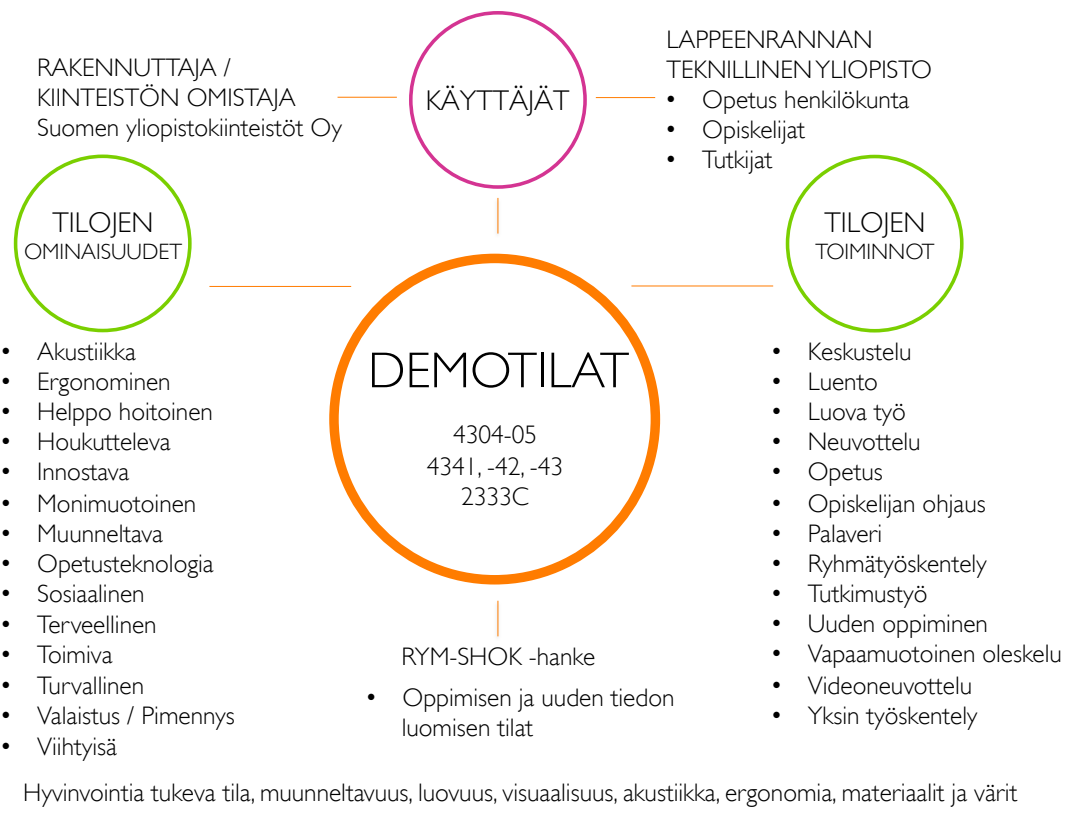 RAKENNUTTAJA /
KIINTEISTÖN OMISTAJA
Suomen yliopistokiinteistöt Oy
KÄYTTÄJÄT
LAPPEENRANNAN
TEKNILLINEN YLIOPISTO
• Opetus henkilökunta
• Opiskelijat
• Tutkijat
TILOJEN
OMINAISUUDET
• Akustiikka
• Ergonominen
• Helppo hoitoinen
• Houkutteleva
• Innostava
• Monimuotoinen
• Muunneltava
• Opetusteknologia
• Sosiaalinen
• Terveellinen
• Toimiva
• Turvallinen
• Valaistus / Pimennys
• Viihtyisä
DEMOTILAT
4304-05
4341, -42, -43
2333C
RYM-SHOK -hanke
• Oppimisen ja uuden tiedon
luomisen tilat
TILOJEN
TOIMINNOT
• Keskustelu
• Luento
• Luova työ
• Neuvottelu
• Opetus
• Opiskelijan ohjaus
• Palaveri
• Ryhmätyöskentely
• Tutkimustyö
• Uuden oppiminen
• Vapaamuotoinen oleskelu
• Videoneuvottelu
• Yksin työskentely
Hyvinvointia tukeva tila, muunneltavuus, luovuus, visuaalisuus, akustiikka, ergonomia, materiaalit ja värit